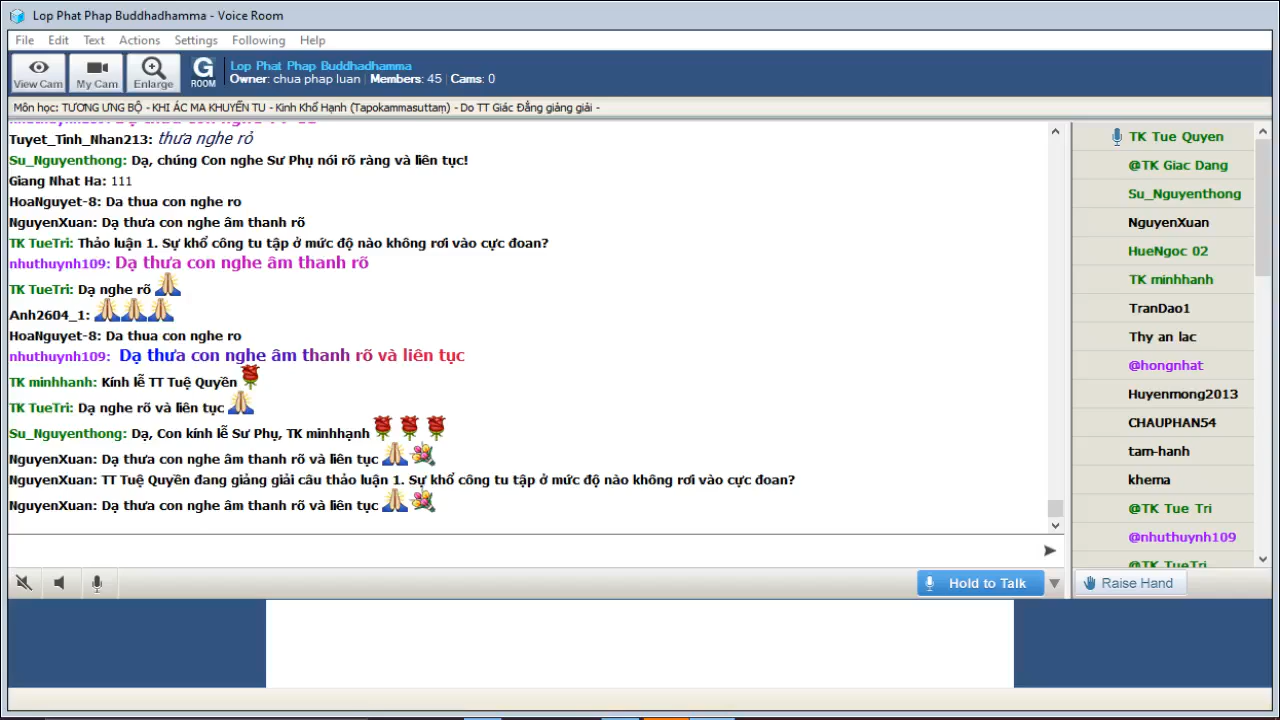 Lop Phat Phap Buddhadhamma - Voice Room
File Edit Text Actions Settings Following Help
View Cam My Cam Enlarge G ROOM
Lop Phat Phap Buddhadhamma
Owner: chua phap luan | Members: 45 | Cams: 0
Môn học: TƯƠNG ƯNG BỘ - KHI ÁC MA KHUYẾN TU - Kinh Khổ Hạnh (Tapokammasuttaṃ) - Do TT Giác Đẳng giảng giải -
Tuyet_Tinh_Nhan213: thưa nghe rỏ
Su_Nguyenthong: Dạ, chúng Con nghe Sư Phụ nói rõ ràng và liên tục!
Giang Nhat Ha: 111
HoaNguyet-8: Da thua con nghe ro
NguyenXuan: Dạ thưa con nghe âm thanh rõ
TK TueTri: Thảo luận 1. Sự khổ công tu tập ở mức độ nào không rơi vào cực đoan?
nhuthuynh109: Dạ thưa con nghe âm thanh rõ
TK TueTri: Dạ nghe rõ
Anh2604_1:
HoaNguyet-8: Da thua con nghe ro
nhuthuynh109: Dạ thưa con nghe âm thanh rõ và liên tục
TK minhhanh: Kính lễ TT Tuệ Quyền
TK TueTri: Dạ nghe rõ và liên tục
Su_Nguyenthong: Dạ, Con kính lễ Sư Phụ, TK minhhạnh
NguyenXuan: Dạ thưa con nghe âm thanh rõ và liên tục
NguyenXuan: TT Tuệ Quyền đang giảng giải câu thảo luận 1. Sự khổ công tu tập ở mức độ nào không rơi vào cực đoan?
NguyenXuan: Dạ thưa con nghe âm thanh rõ và liên tục
TK Tue Quyen
@TK Giac Dang
Su_Nguyenthong
NguyenXuan
HueNgoc 02
TK minhhanh
TranDao1
Thy an lac
@hongnhat
Huyenmong2013
CHAUPHAN54
tam-hanh
khema
@TK Tue Tri
@nhuthuynh109
@TK TueTri
Hold to Talk
Raise Hand